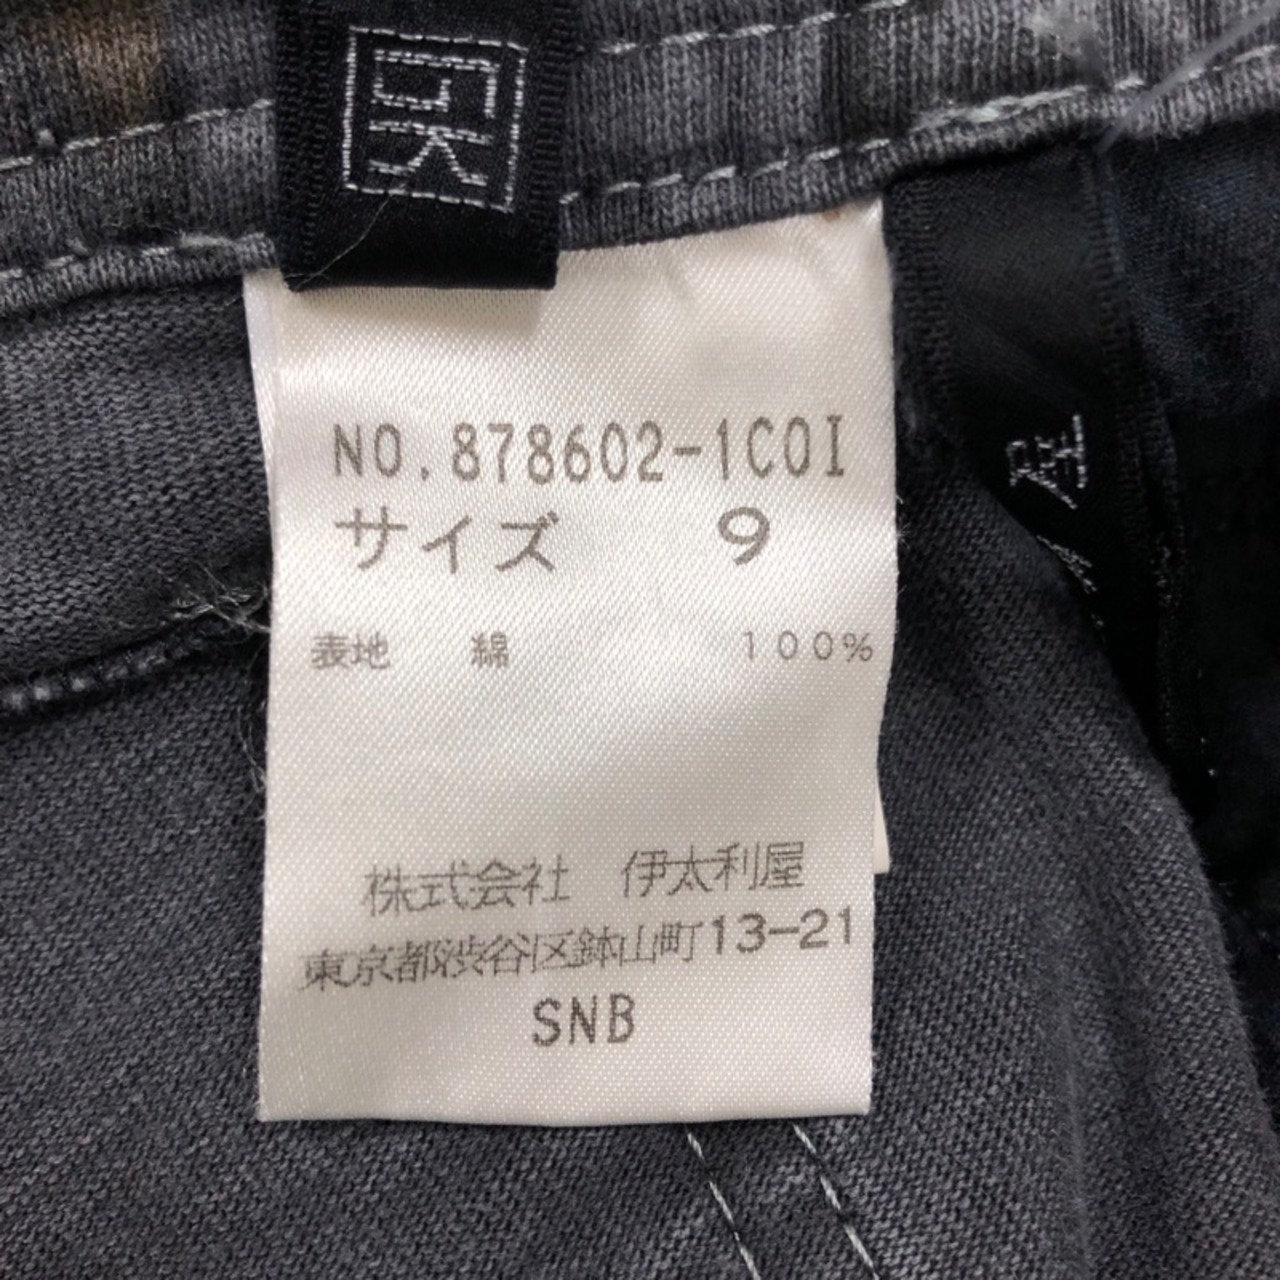 NO.878602-1C0I
サイズ 9
表地 綿 100%
株式会社 伊太利屋
東京都渋谷区鉢山町13-21
SNB